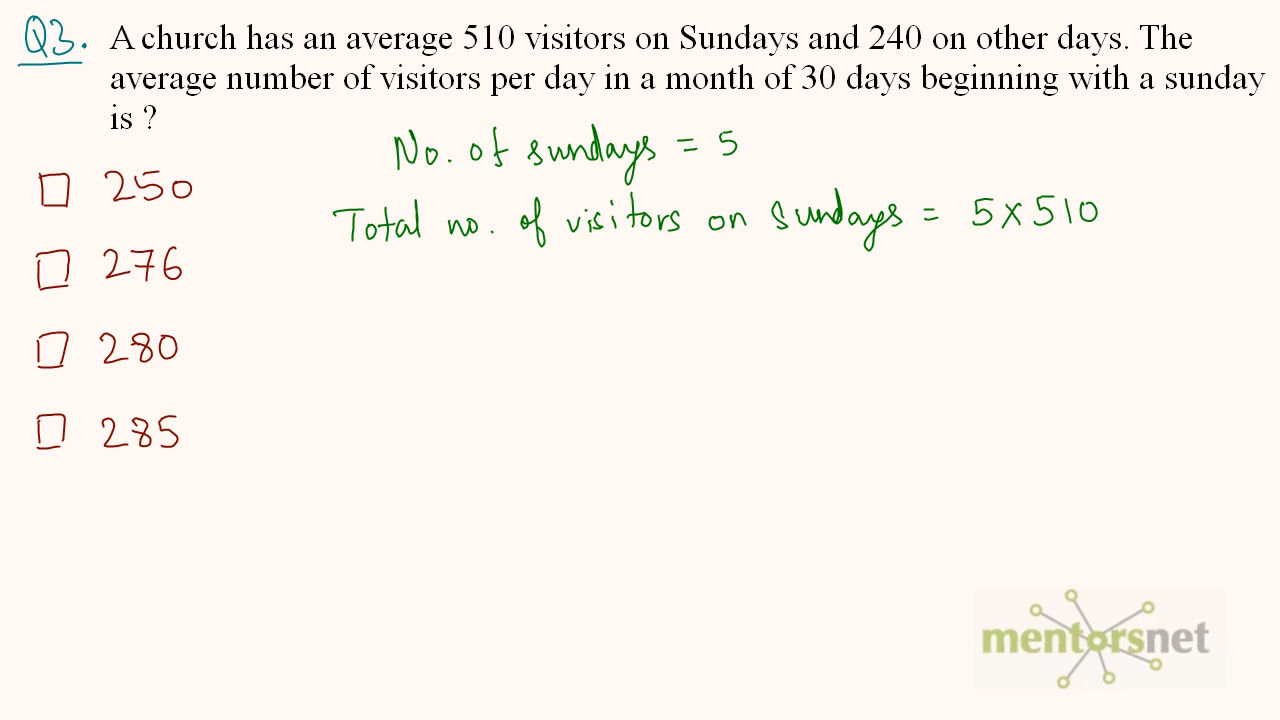 Q3. A church has an average 510 visitors on Sundays and 240 on other days. The
average number of visitors per day in a month of 30 days beginning with a sunday
is ?
No. of sundays = 5
Total no. of visitors on sundays = 5 x 510
250
276
280
285
mentorsnet